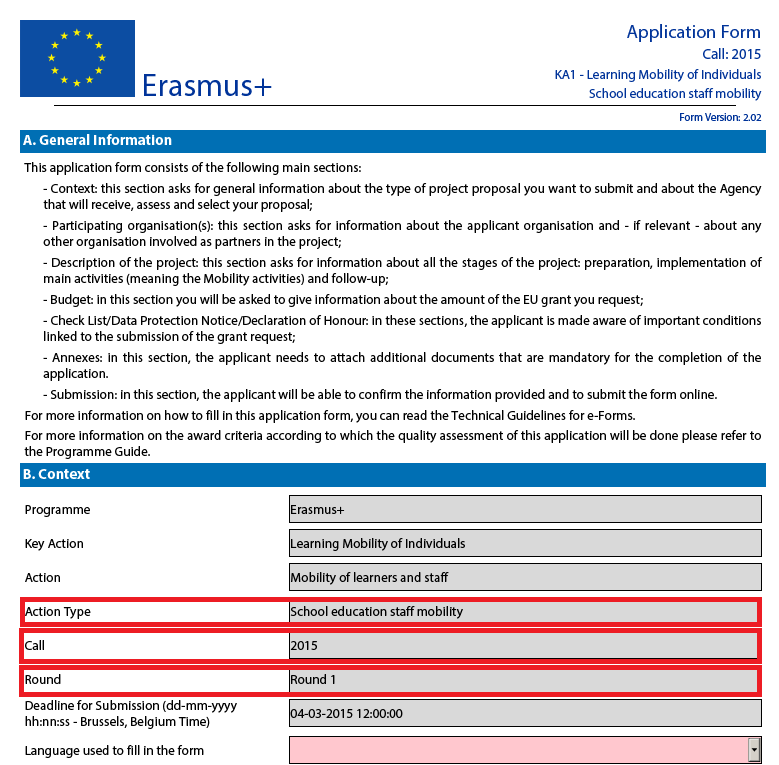 Erasmus+
Application Form
Call: 2015
KA1 - Learning Mobility of Individuals
School education staff mobility
Form Version: 2.02
A. General Information
This application form consists of the following main sections:
- Context: this section asks for general information about the type of project proposal you want to submit and about the Agency
that will receive, assess and select your proposal;
- Participating organisation(s): this section asks for information about the applicant organisation and - if relevant - about any
other organisation involved as partners in the project;
- Description of the project: this section asks for information about all the stages of the project: preparation, implementation of
main activities (meaning the Mobility activities) and follow-up;
- Budget: in this section you will be asked to give information about the amount of the EU grant you request;
- Check List/Data Protection Notice/Declaration of Honour: in these sections, the applicant is made aware of important conditions
linked to the submission of the grant request;
- Annexes: in this section, the applicant needs to attach additional documents that are mandatory for the completion of the
application.
- Submission: in this section, the applicant will be able to confirm the information provided and to submit the form online.
For more information on how to fill in this application form, you can read the Technical Guidelines for e-Forms.
For more information on the award criteria according to which the quality assessment of this application will be done please refer to
the Programme Guide.
B. Context
Programme Erasmus+
Key Action Learning Mobility of Individuals
Action Mobility of learners and staff
Action Type School education staff mobility
Call 2015
Round Round 1
Deadline for Submission (dd-mm-yyyy
hh:nn:ss - Brussels, Belgium Time) 04-03-2015 12:00:00
Language used to fill in the form